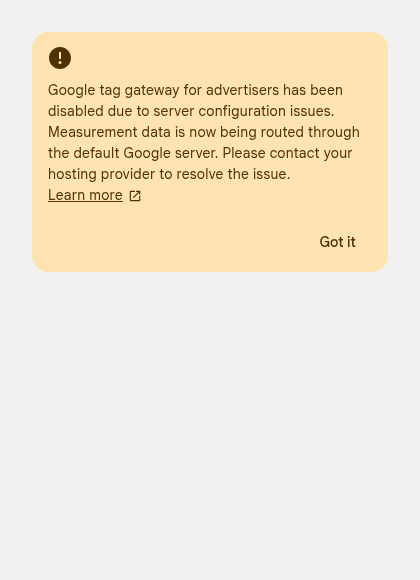 Google tag gateway for advertisers has been
disabled due to server configuration issues.
Measurement data is now being routed through
the default Google server. Please contact your
hosting provider to resolve the issue.
Learn more
Got it